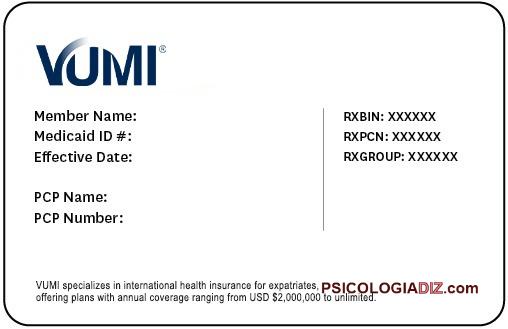 VUMI®
Member Name:
Medicaid ID #:
Effective Date:
PCP Name:
PCP Number:
RXBIN: XXXXXX
RXPCN: XXXXXX
RXGROUP: XXXXXX
VUMI specializes in international health insurance for expatriates,
offering plans with annual coverage ranging from USD $2,000,000 to unlimited.
PSICOLOGIADIZ.com